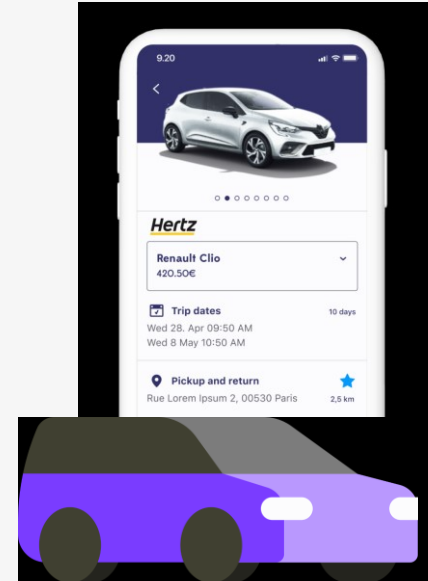 9.20
Hertz
Renault Clio
420.50€
Trip dates
10 days
Wed 28. Apr 09:50 AM
Wed 8 May 10:50 AM
Pickup and return
Rue Lorem Ipsum 2, 00530 Paris
2,5 km